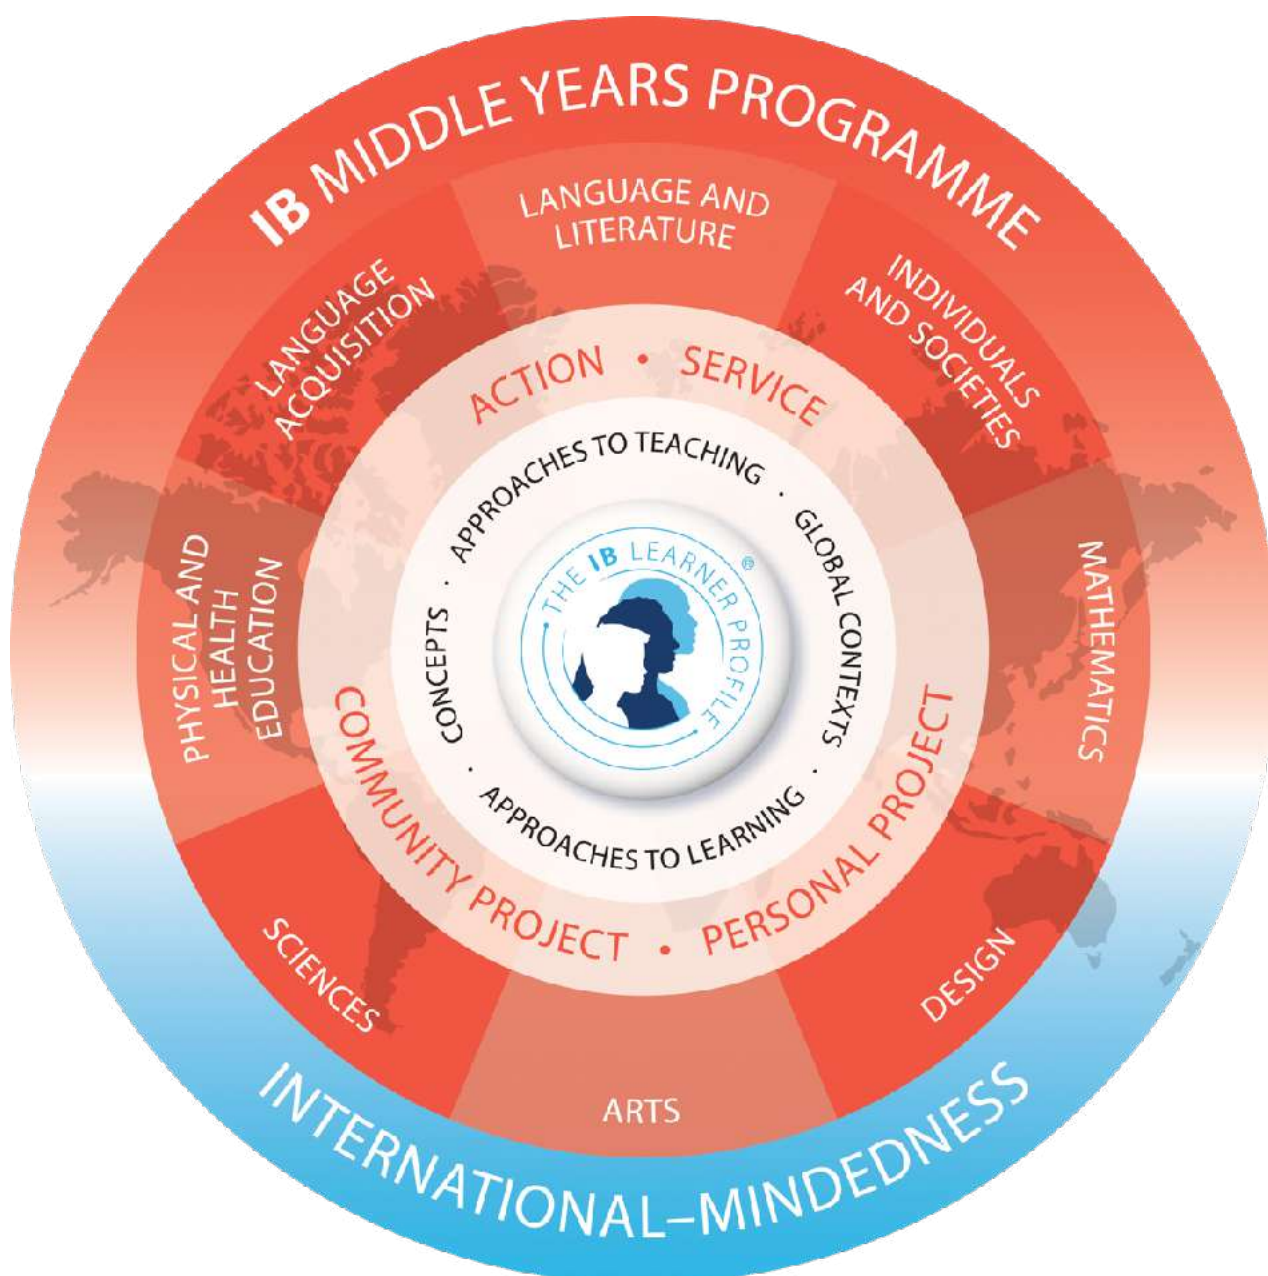 IB MIDDLE YEARS PROGRAMME
LANGUAGE AND
LITERATURE
INDIVIDUALS
AND SOCIETIES
MATHEMATICS
DESIGN
ARTS
SCIENCES
PHYSICAL AND
HEALTH
EDUCATION
LANGUAGE
ACQUISITION
ACTION • SERVICE
PERSONAL PROJECT
COMMUNITY PROJECT •
APPROACHES TO TEACHING ·
GLOBAL CONTEXTS ·
APPROACHES TO LEARNING ·
CONCEPTS ·
THE IB LEARNER PROFILE ®
INTERNATIONAL–MINDEDNESS